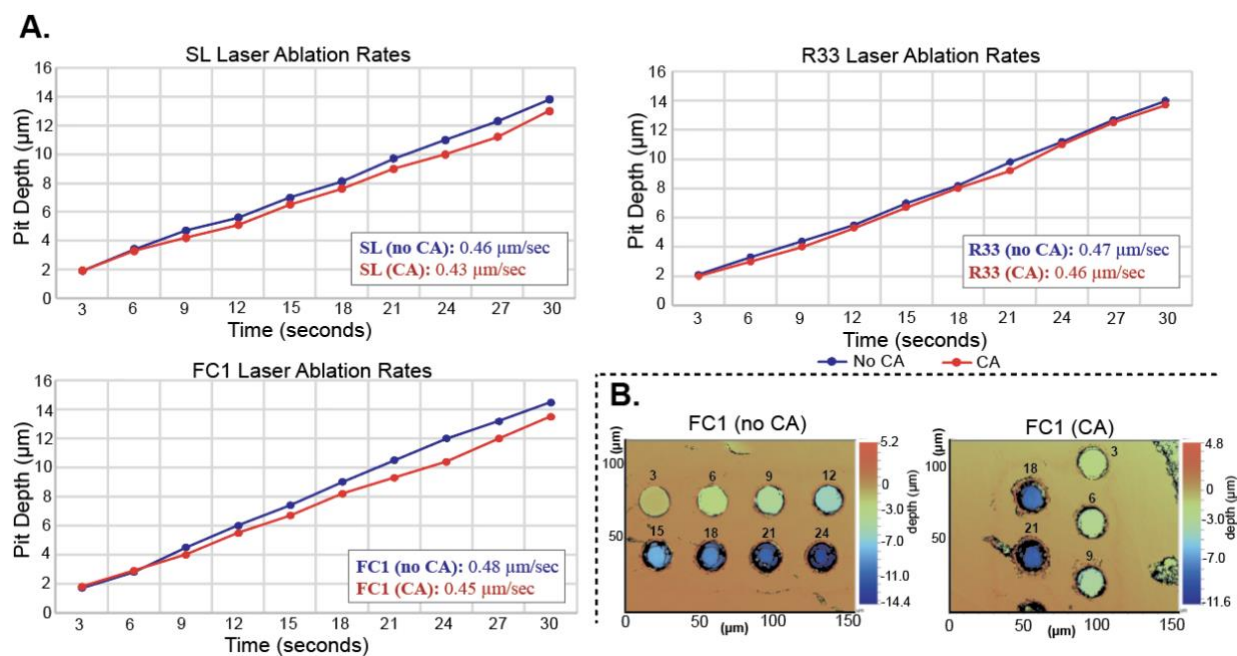 A.
SL Laser Ablation Rates
16
14
12
10
8
6
4
2
0
Pit Depth (µm)
SL (no CA): 0.46 µm/sec
SL (CA): 0.43 µm/sec
3 6 9 12 15 18 21 24 27 30
Time (seconds)
R33 Laser Ablation Rates
16
14
12
10
8
6
4
2
0
Pit Depth (µm)
R33 (no CA): 0.47 µm/sec
R33 (CA): 0.46 µm/sec
3 6 9 12 15 18 21 24 27 30
Time (seconds)
No CA CA
FC1 Laser Ablation Rates
16
14
12
10
8
6
4
2
0
Pit Depth (µm)
FC1 (no CA): 0.48 µm/sec
FC1 (CA): 0.45 µm/sec
3 6 9 12 15 18 21 24 27 30
Time (seconds)
B.
FC1 (no CA)
(µm)
100
50
3 6 9 12
15 18 21 24
0 50 100 150
(µm)
5.2
0
-3.0
-7.0
-11.0
-14.4
depth (µm)
FC1 (CA)
(µm)
100
50
3
18
6
21
9
0 50 100 150
(µm)
4.8
0
-3.0
-7.0
-11.6
depth (µm)